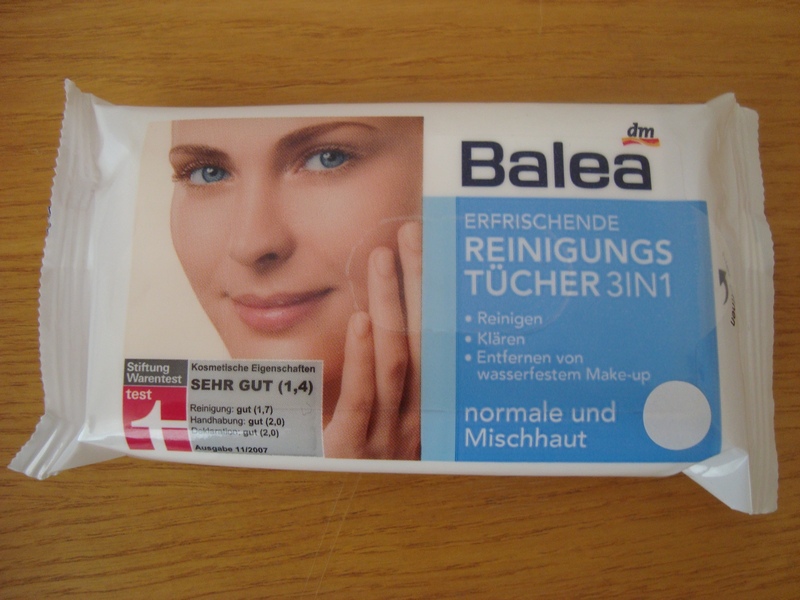 dm
Balea
ERFRISCHENDE
REINIGUNGS
TÜCHER 3IN1
• Reinigen
• Klären
• Entfernen von
wasserfestem Make-up
normale und
Mischhaut
Stiftung
Warentest
test
Kosmetische Eigenschaften
SEHR GUT (1,4)
Reinigung: gut (1,7)
Handhabung: gut (2,0)
Deklaration: gut (2,0)
Ausgabe 11/2007